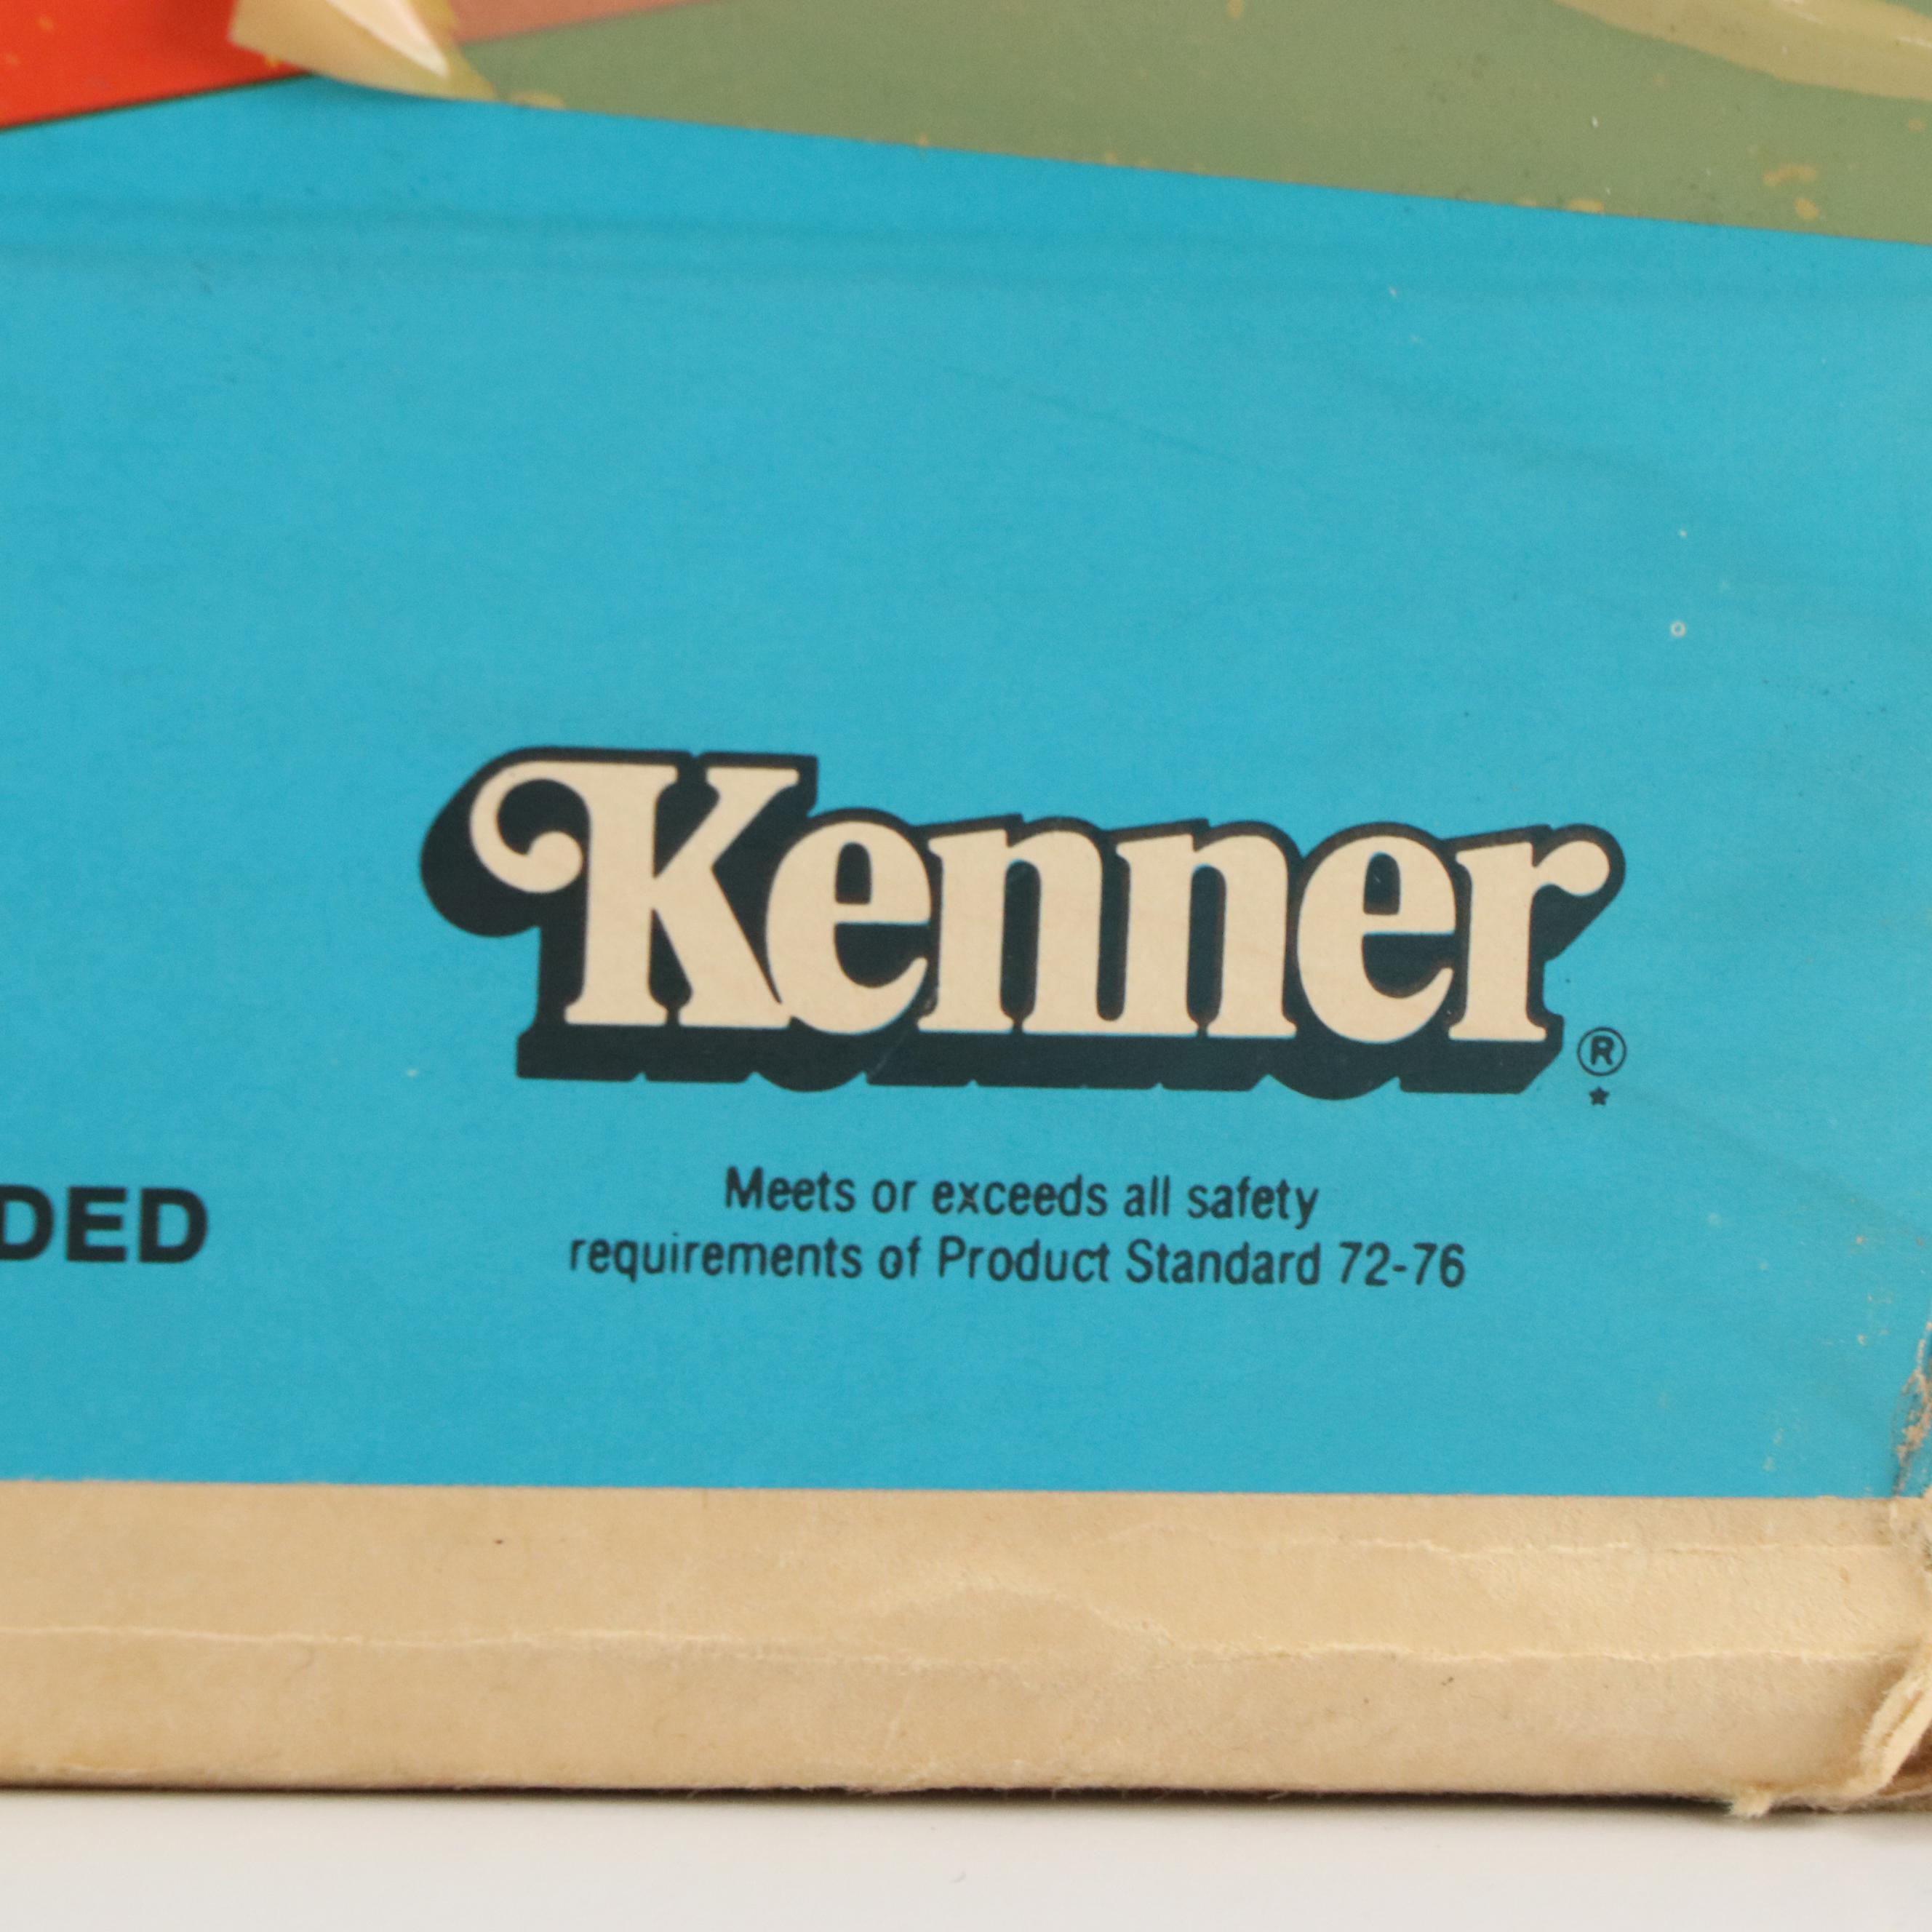 Kenner®
DED
Meets or exceeds all safety
requirements of Product Standard 72-76